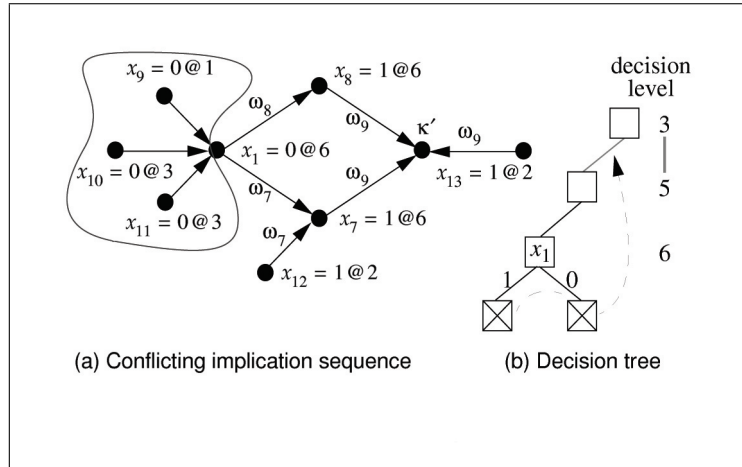 x9 = 0@1
x8 = 1@6
decision
level
ω8
ω9
κ′
ω9
3
x10 = 0@3
x1 = 0@6
x13 = 1@2
ω7
ω9
5
x11 = 0@3
ω7
x7 = 1@6
x1
6
x12 = 1@2
1
0
(a) Conflicting implication sequence
(b) Decision tree